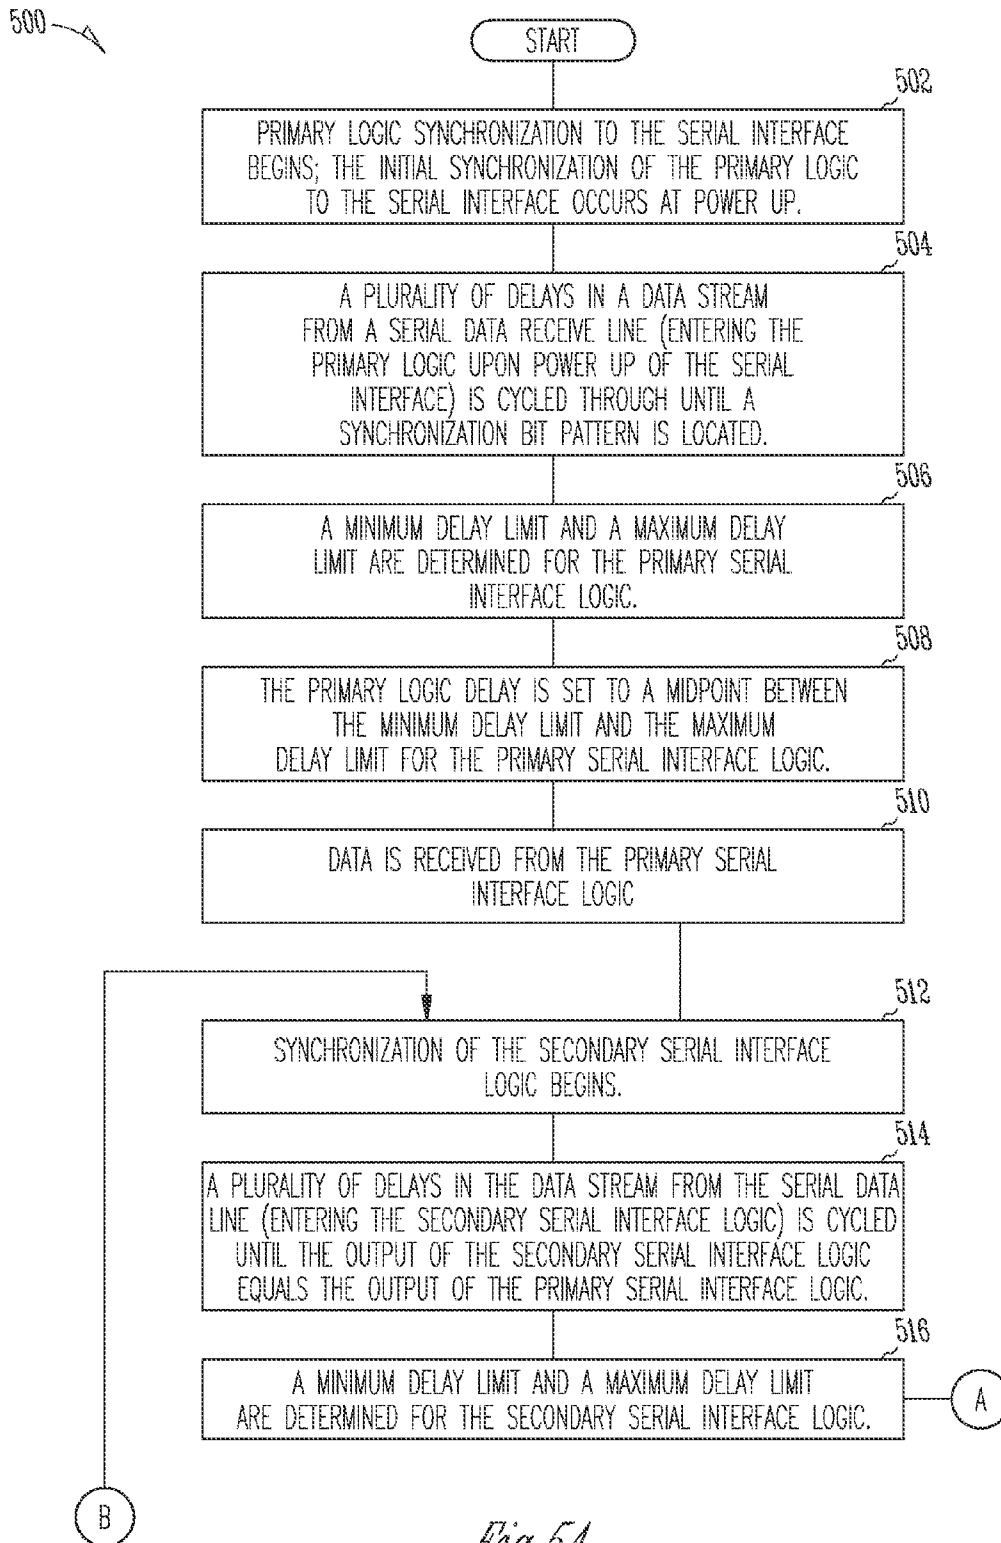 500
START
502
PRIMARY LOGIC SYNCHRONIZATION TO THE SERIAL INTERFACE
BEGINS; THE INITIAL SYNCHRONIZATION OF THE PRIMARY LOGIC
TO THE SERIAL INTERFACE OCCURS AT POWER UP.
504
A PLURALITY OF DELAYS IN A DATA STREAM
FROM A SERIAL DATA RECEIVE LINE (ENTERING THE
PRIMARY LOGIC UPON POWER UP OF THE SERIAL
INTERFACE) IS CYCLED THROUGH UNTIL A
SYNCHRONIZATION BIT PATTERN IS LOCATED.
506
A MINIMUM DELAY LIMIT AND A MAXIMUM DELAY
LIMIT ARE DETERMINED FOR THE PRIMARY SERIAL
INTERFACE LOGIC.
508
THE PRIMARY LOGIC DELAY IS SET TO A MIDPOINT BETWEEN
THE MINIMUM DELAY LIMIT AND THE MAXIMUM
DELAY LIMIT FOR THE PRIMARY SERIAL INTERFACE LOGIC.
510
DATA IS RECEIVED FROM THE PRIMARY SERIAL
INTERFACE LOGIC
512
SYNCHRONIZATION OF THE SECONDARY SERIAL INTERFACE
LOGIC BEGINS.
514
A PLURALITY OF DELAYS IN THE DATA STREAM FROM THE SERIAL DATA
LINE (ENTERING THE SECONDARY SERIAL INTERFACE LOGIC) IS CYCLED
UNTIL THE OUTPUT OF THE SECONDARY SERIAL INTERFACE LOGIC
EQUALS THE OUTPUT OF THE PRIMARY SERIAL INTERFACE LOGIC.
516
A MINIMUM DELAY LIMIT AND A MAXIMUM DELAY LIMIT
ARE DETERMINED FOR THE SECONDARY SERIAL INTERFACE LOGIC.
A
B
Fig. 5A